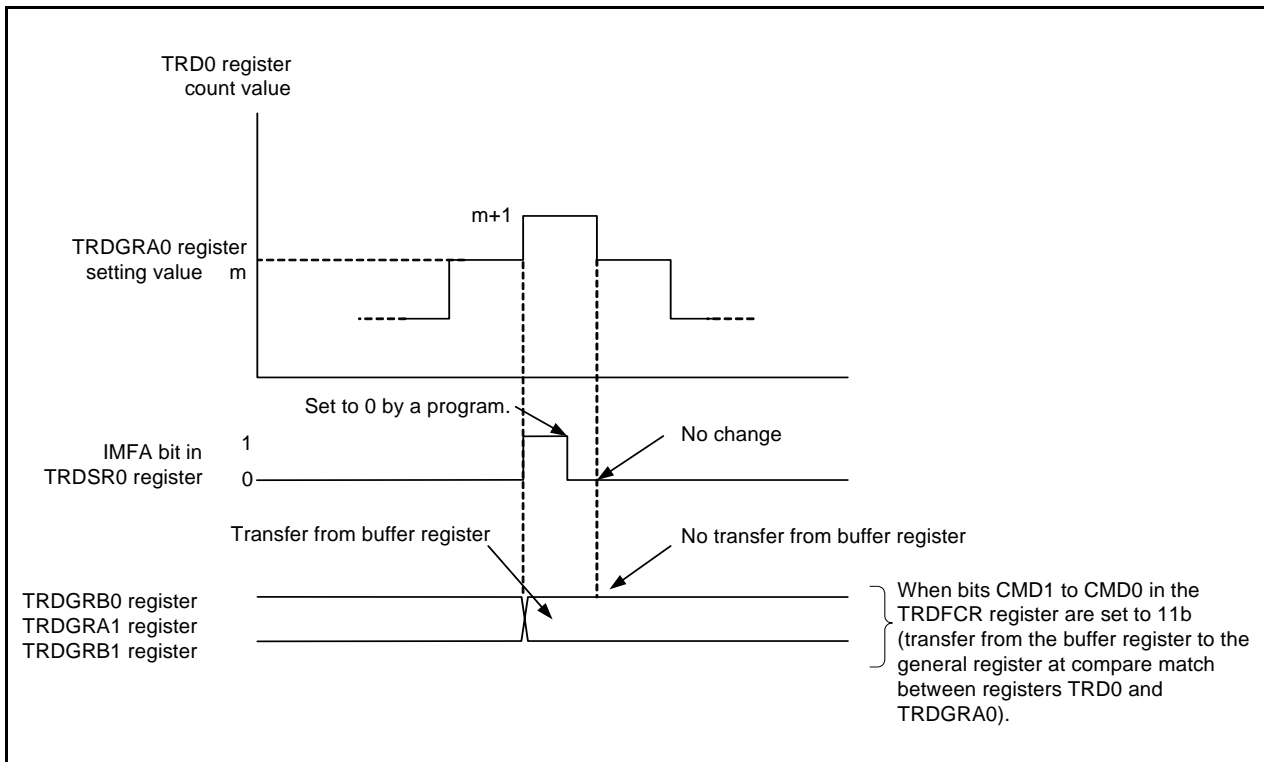 TRD0 register
count value
m+1
TRDGRA0 register
setting value m
Set to 0 by a program.
No change
IMFA bit in
TRDSR0 register
1
0
Transfer from buffer register
No transfer from buffer register
TRDGRB0 register
TRDGRA1 register
TRDGRB1 register
When bits CMD1 to CMD0 in the
TRDFCR register are set to 11b
(transfer from the buffer register to the
general register at compare match
between registers TRD0 and
TRDGRA0).